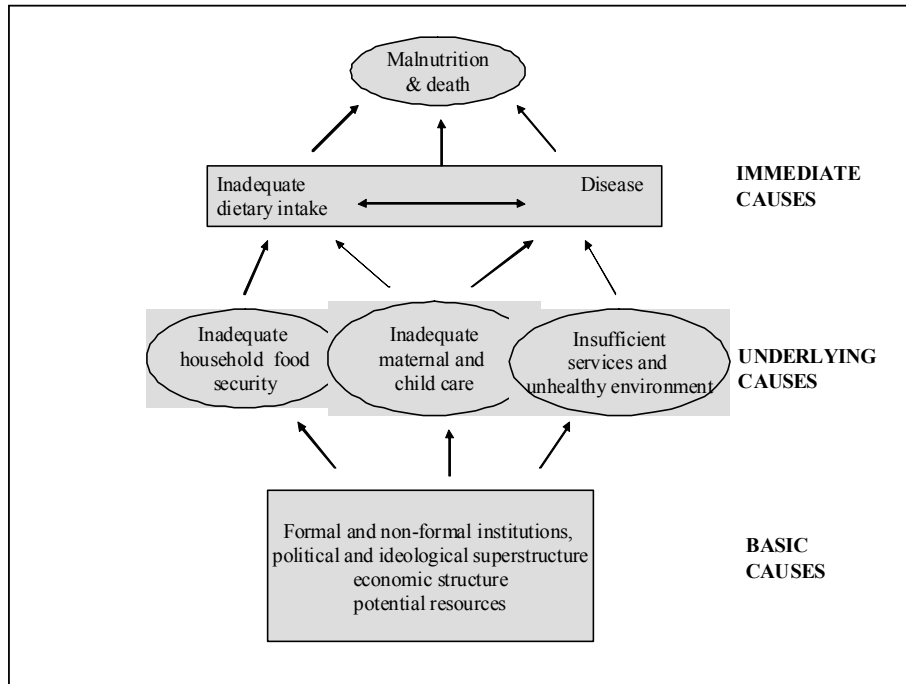 Malnutrition
& death
Inadequate
dietary intake
Disease
IMMEDIATE
CAUSES
Inadequate
household food
security
Inadequate
maternal and
child care
Insufficient
services and
unhealthy environment
UNDERLYING
CAUSES
Formal and non-formal institutions,
political and ideological superstructure
economic structure
potential resources
BASIC
CAUSES